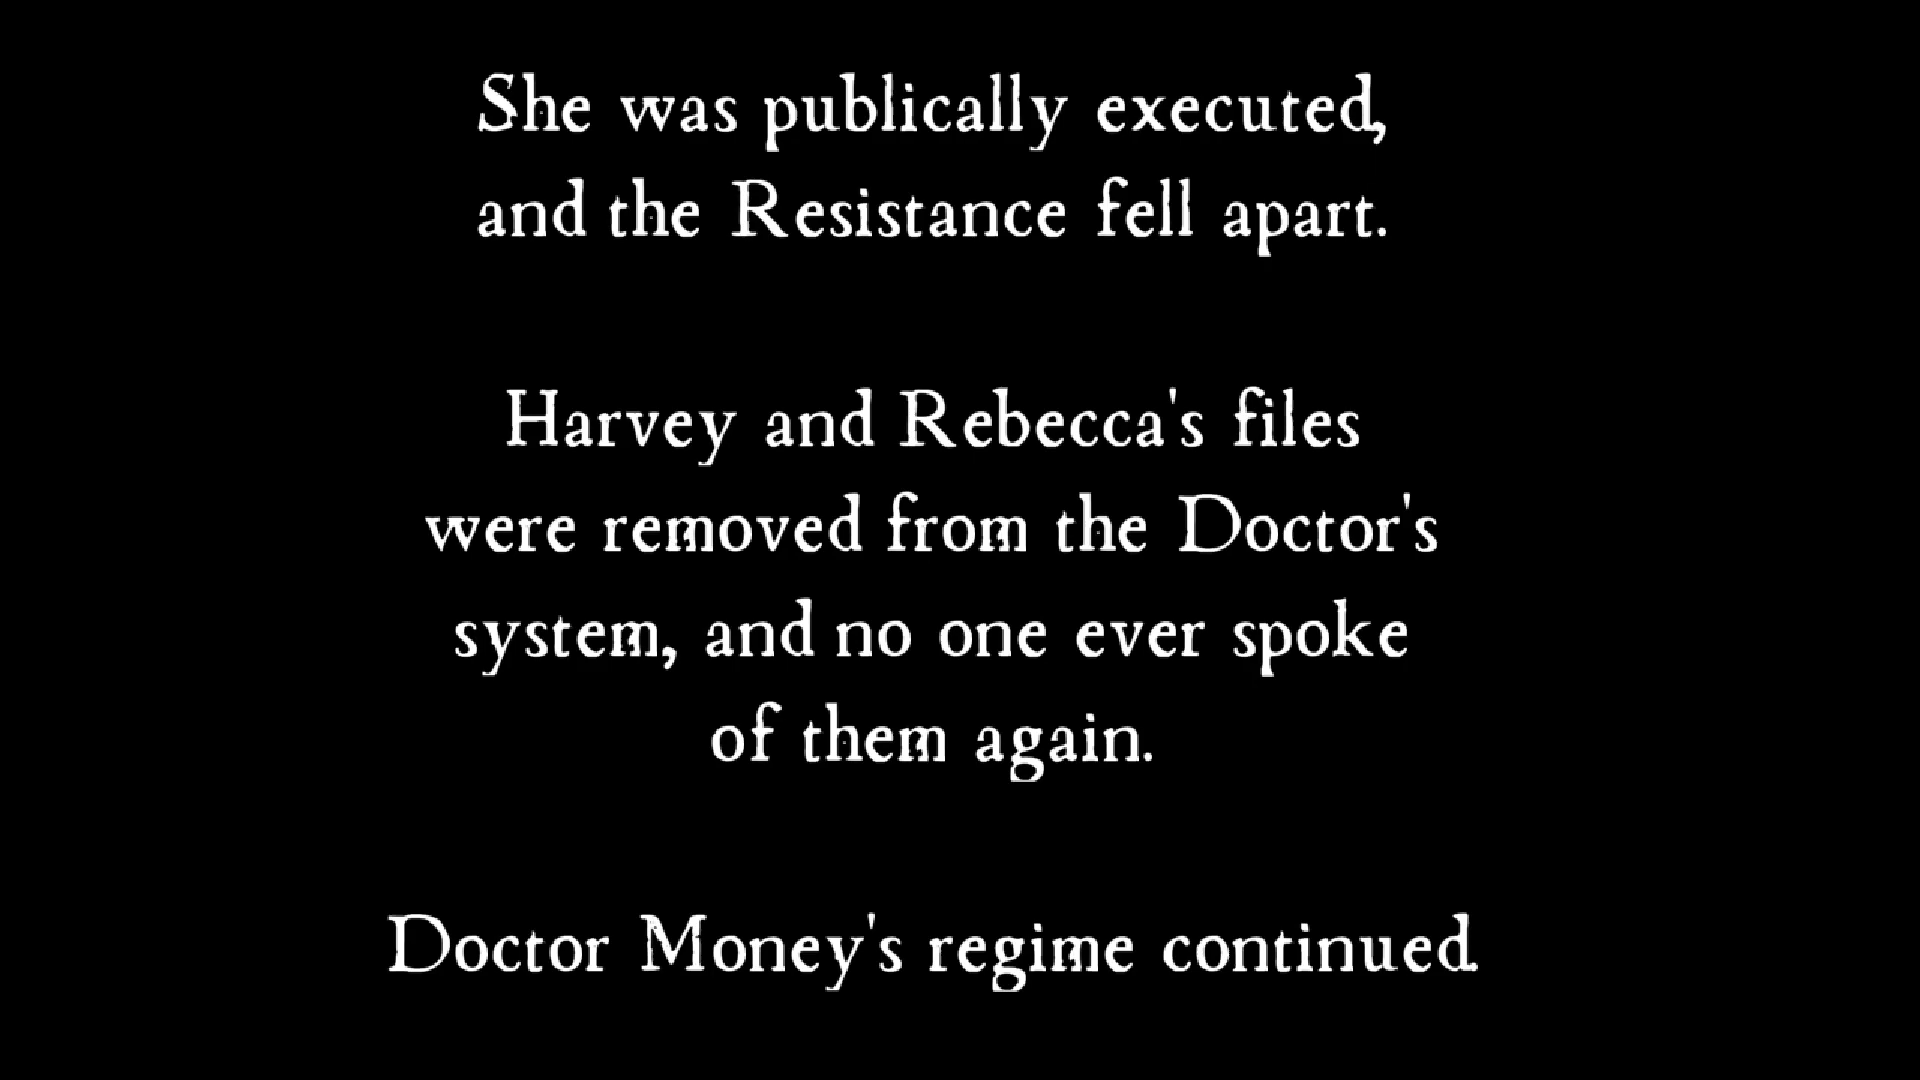 She was publically executed,
and the Resistance fell apart.
Harvey and Rebecca's files
were removed from the Doctor's
system, and no one ever spoke
of them again.
Doctor Money's regime continued.